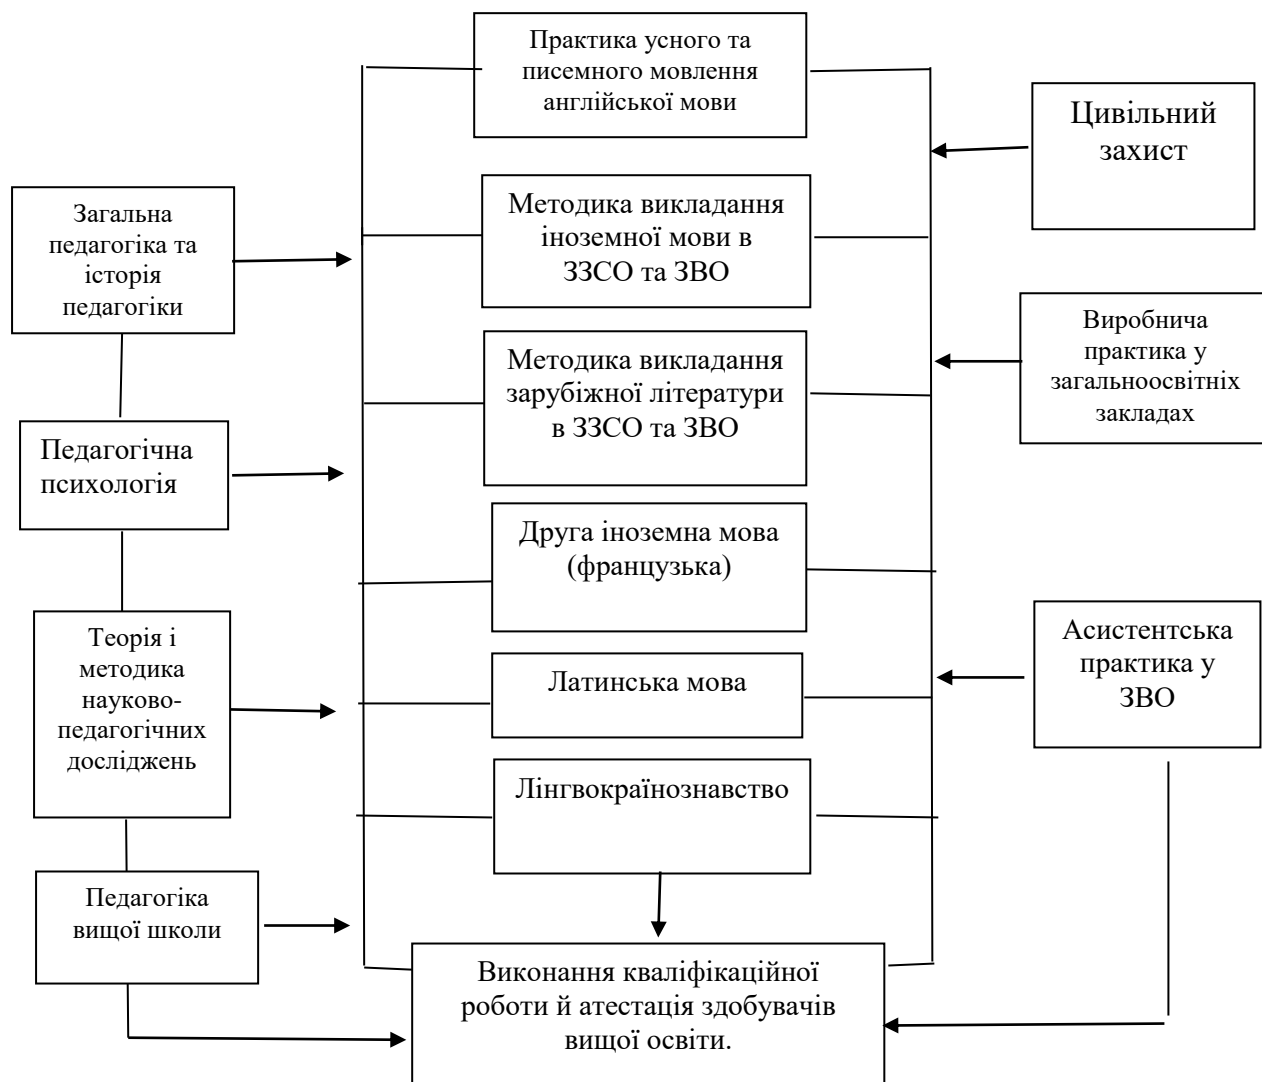 Практика усного та
писемного мовлення
англійської мови
Цивільний
захист
Загальна
педагогіка та
історія
педагогіки
Методика викладання
іноземної мови в
ЗЗСО та ЗВО
Виробнича
практика у
загальноосвітніх
закладах
Методика викладання
зарубіжної літератури
в ЗЗСО та ЗВО
Педагогічна
психологія
Друга іноземна мова
(французька)
Теорія і
методика
науково-
педагогічних
досліджень
Асистентська
практика у
ЗВО
Латинська мова
Лінгвокраїнознавство
Педагогіка
вищої школи
Виконання кваліфікаційної
роботи й атестація здобувачів
вищої освіти.